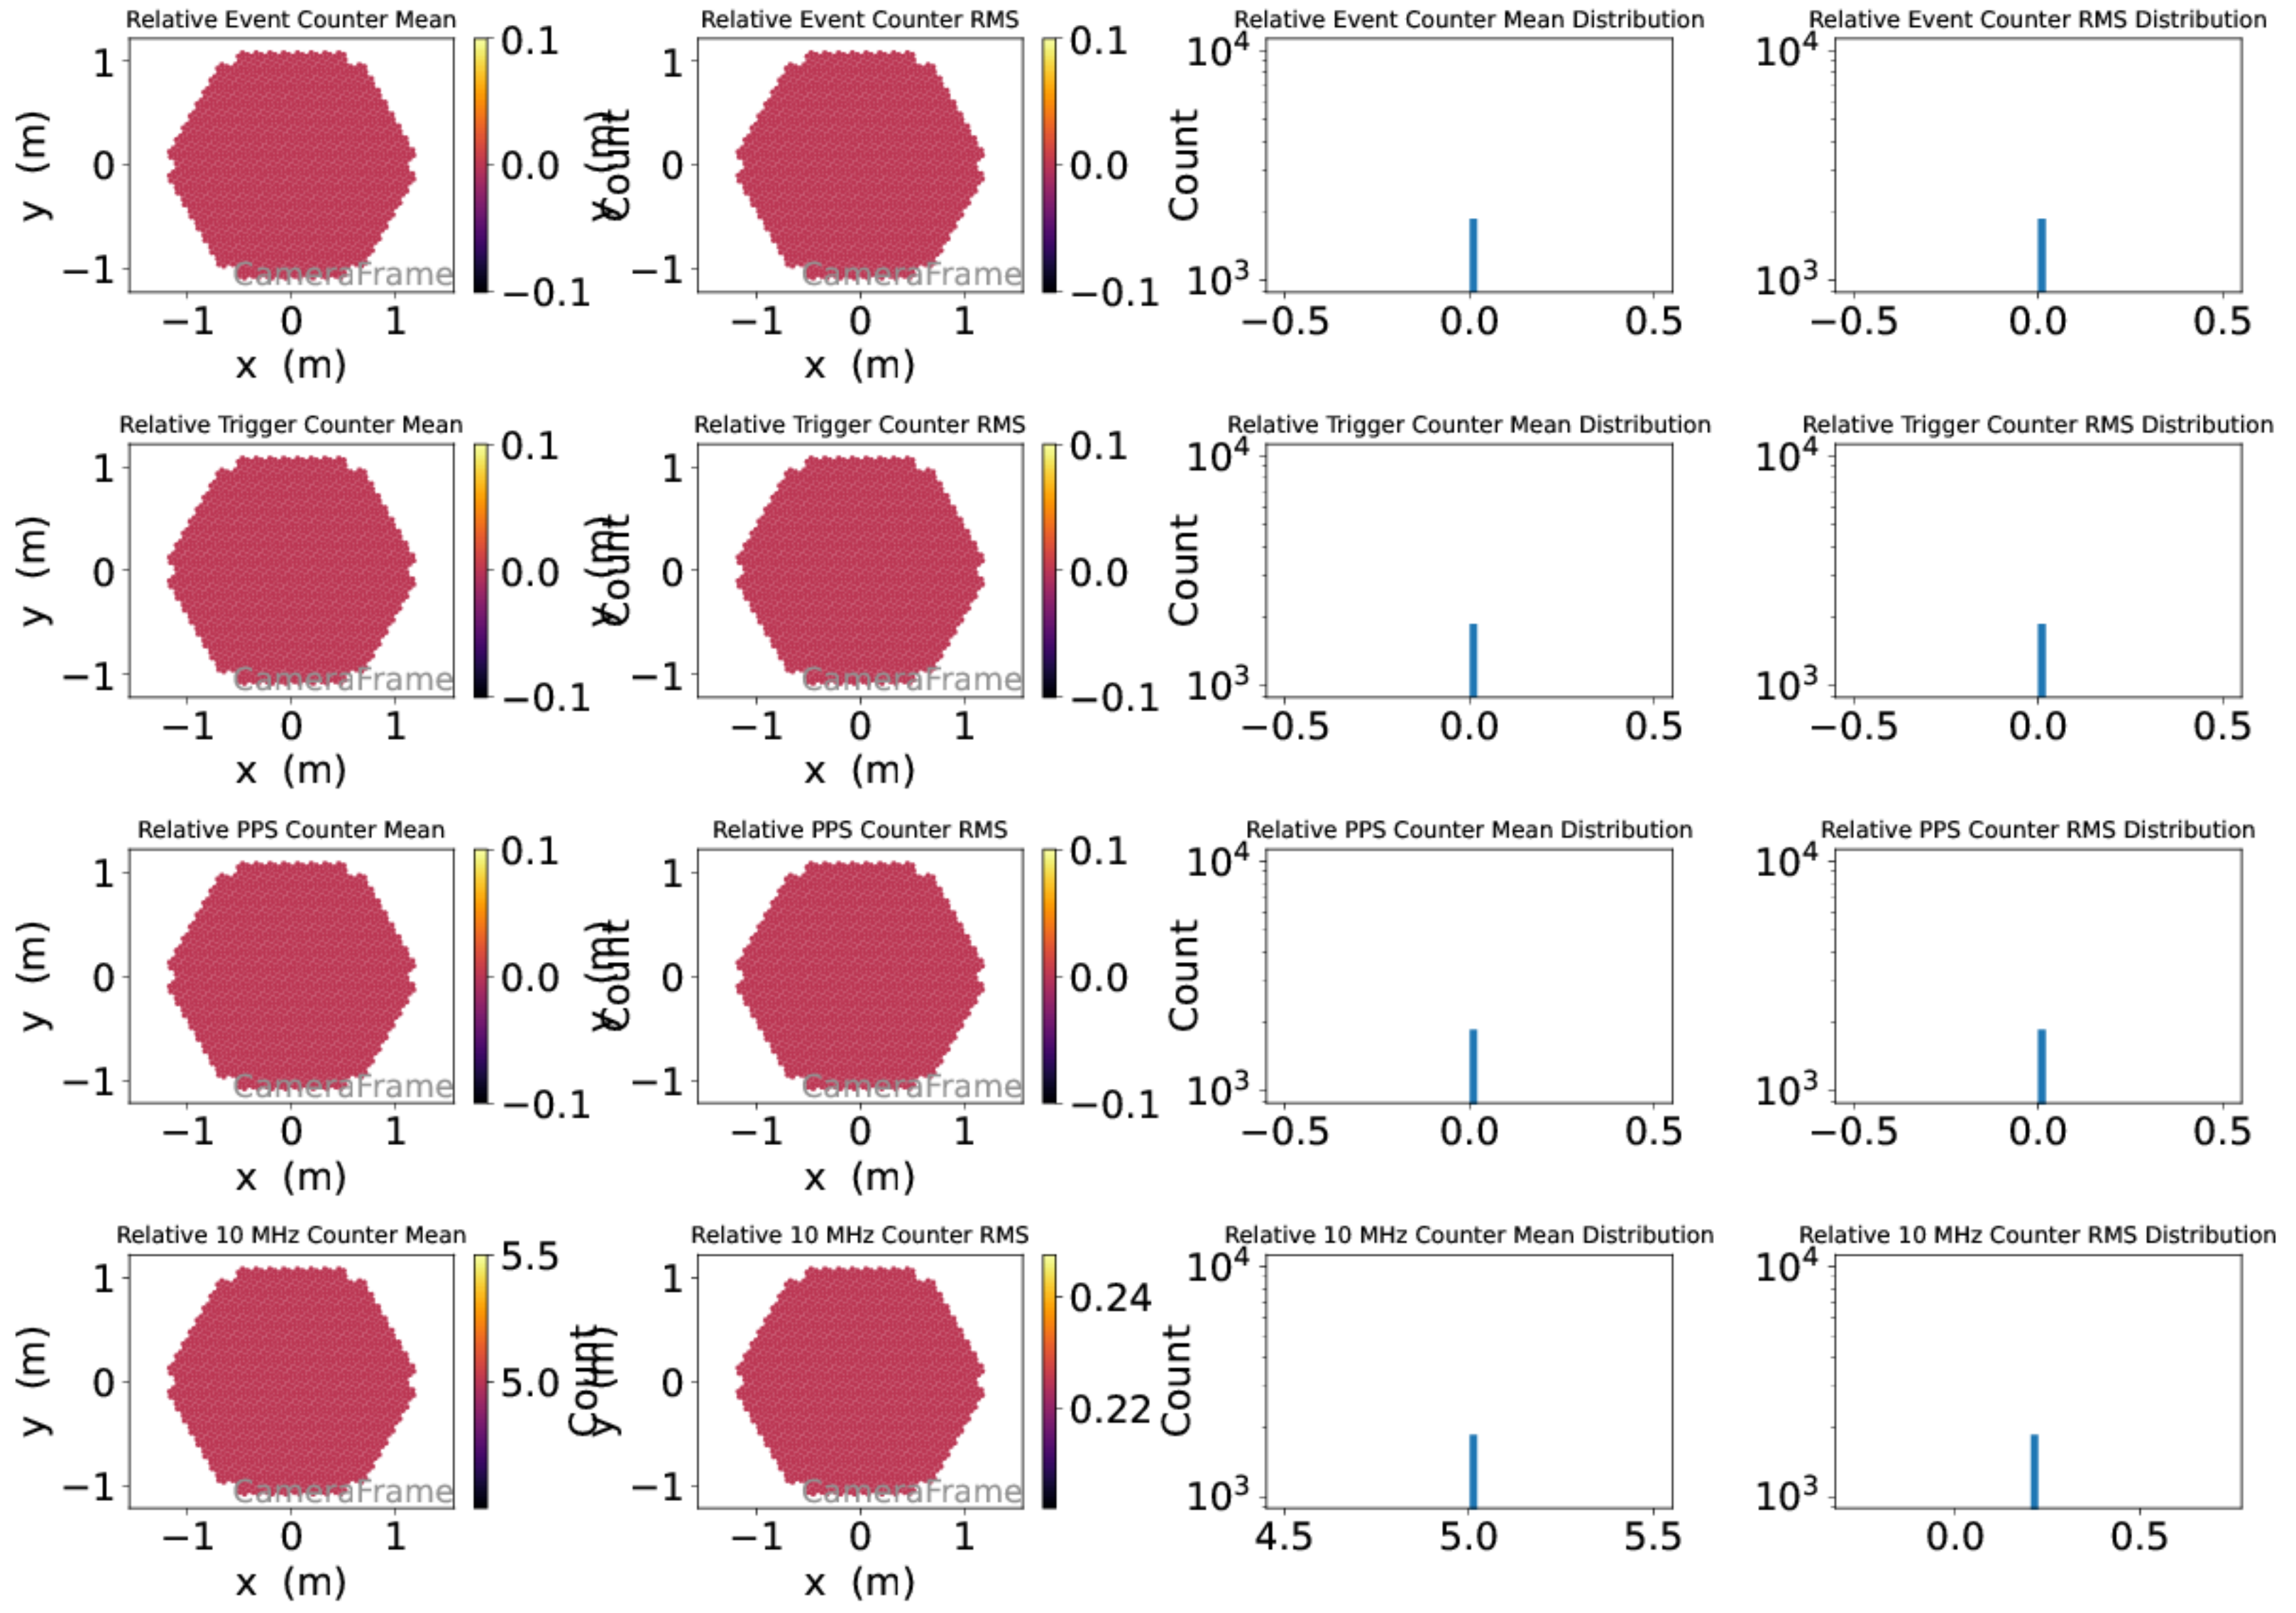 Relative Event Counter Mean
Relative Event Counter RMS
Relative Event Counter Mean Distribution
Relative Event Counter RMS Distribution
y (m)
1
0
−1
CameraFrame
−1 0 1
x (m)
0.1
0.0
−0.1
Count
y (m)
1
0
−1
CameraFrame
−1 0 1
x (m)
0.1
0.0
−0.1
Count
10⁴
10³
−0.5 0.0 0.5
10⁴
10³
−0.5 0.0 0.5
Relative Trigger Counter Mean
Relative Trigger Counter RMS
Relative Trigger Counter Mean Distribution
Relative Trigger Counter RMS Distribution
y (m)
1
0
−1
CameraFrame
−1 0 1
x (m)
0.1
0.0
−0.1
Count
y (m)
1
0
−1
CameraFrame
−1 0 1
x (m)
0.1
0.0
−0.1
Count
10⁴
10³
−0.5 0.0 0.5
10⁴
10³
−0.5 0.0 0.5
Relative PPS Counter Mean
Relative PPS Counter RMS
Relative PPS Counter Mean Distribution
Relative PPS Counter RMS Distribution
y (m)
1
0
−1
CameraFrame
−1 0 1
x (m)
0.1
0.0
−0.1
Count
y (m)
1
0
−1
CameraFrame
−1 0 1
x (m)
0.1
0.0
−0.1
Count
10⁴
10³
−0.5 0.0 0.5
10⁴
10³
−0.5 0.0 0.5
Relative 10 MHz Counter Mean
Relative 10 MHz Counter RMS
Relative 10 MHz Counter Mean Distribution
Relative 10 MHz Counter RMS Distribution
y (m)
1
0
−1
CameraFrame
−1 0 1
x (m)
5.5
5.0
Count
y (m)
1
0
−1
CameraFrame
−1 0 1
x (m)
0.24
0.22
Count
10⁴
10³
4.5 5.0 5.5
10⁴
10³
0.0 0.5